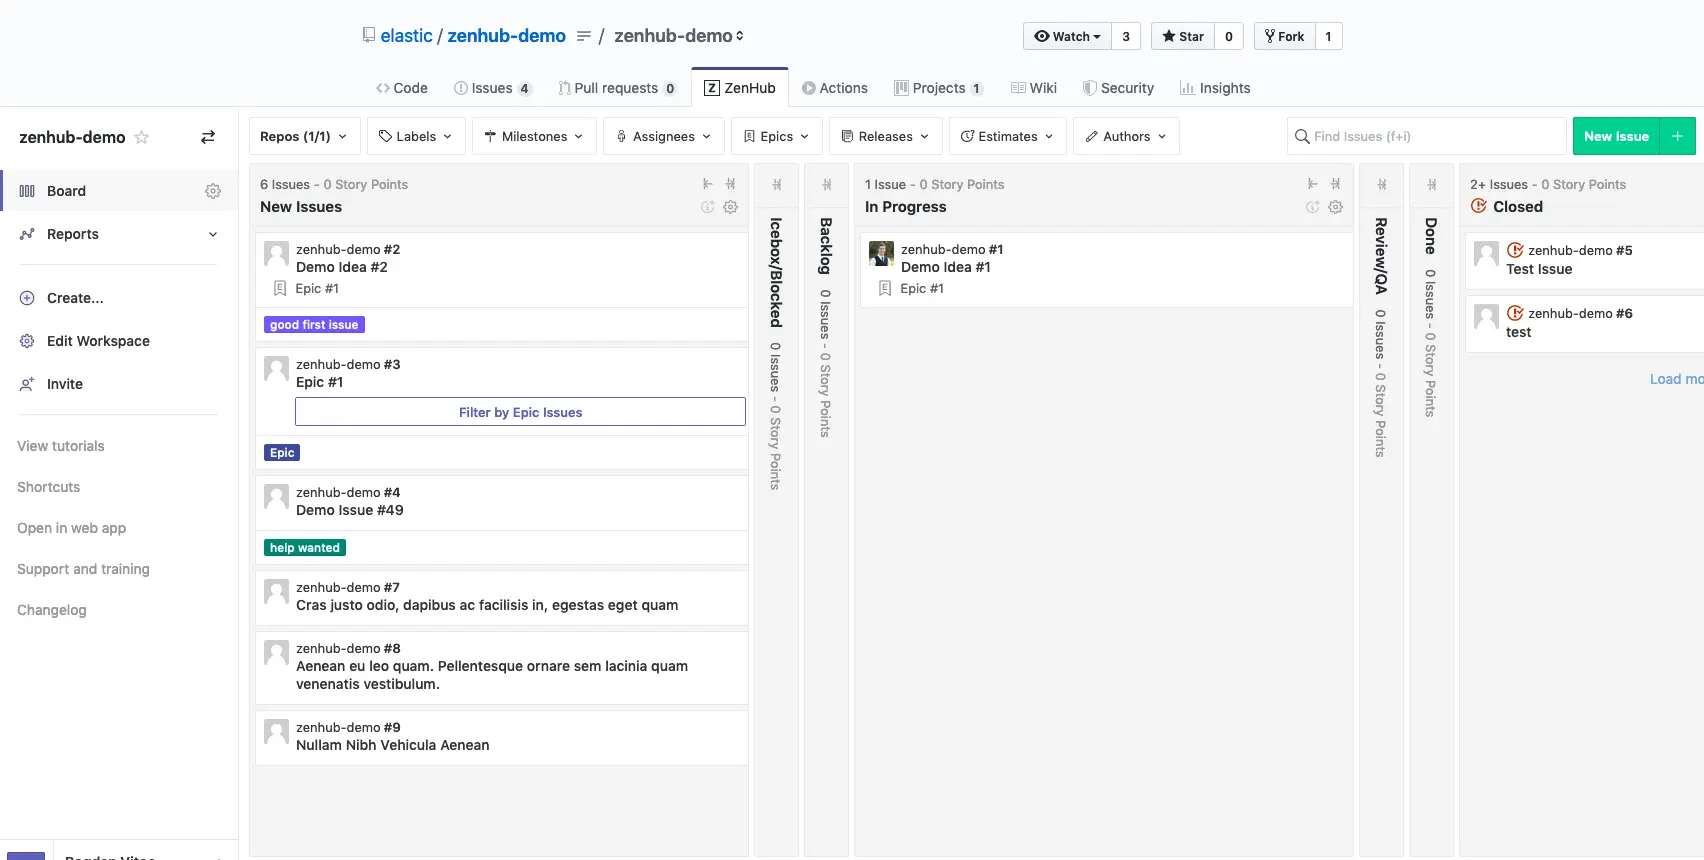 elastic / zenhub-demo / zenhub-demo
Watch 3
Star 0
Fork 1
Code
Issues 4
Pull requests 0
Z ZenHub
Actions
Projects 1
Wiki
Security
Insights
zenhub-demo
Board
Reports
Create...
Edit Workspace
Invite
View tutorials
Shortcuts
Open in web app
Support and training
Changelog
Repos (1/1)
Labels
Milestones
Assignees
Epics
Releases
Estimates
Authors
Find Issues (f+i)
New Issue +
6 Issues - 0 Story Points
New Issues
zenhub-demo #2
Demo Idea #2
E Epic #1
good first issue
zenhub-demo #3
Epic #1
Filter by Epic Issues
Epic
zenhub-demo #4
Demo Issue #49
help wanted
zenhub-demo #7
Cras justo odio, dapibus ac facilisis in, egestas eget quam
zenhub-demo #8
Aenean eu leo quam. Pellentesque ornare sem lacinia quam
venenatis vestibulum.
zenhub-demo #9
Nullam Nibh Vehicula Aenean
Icebox/Blocked 0 Issues - 0 Story Points
Backlog 0 Issues - 0 Story Points
1 Issue - 0 Story Points
In Progress
zenhub-demo #1
Demo Idea #1
E Epic #1
Review/QA 0 Issues - 0 Story Points
Done 0 Issues - 0 Story Points
2+ Issues - 0 Story Points
Closed
zenhub-demo #5
Test Issue
zenhub-demo #6
test
Load mo